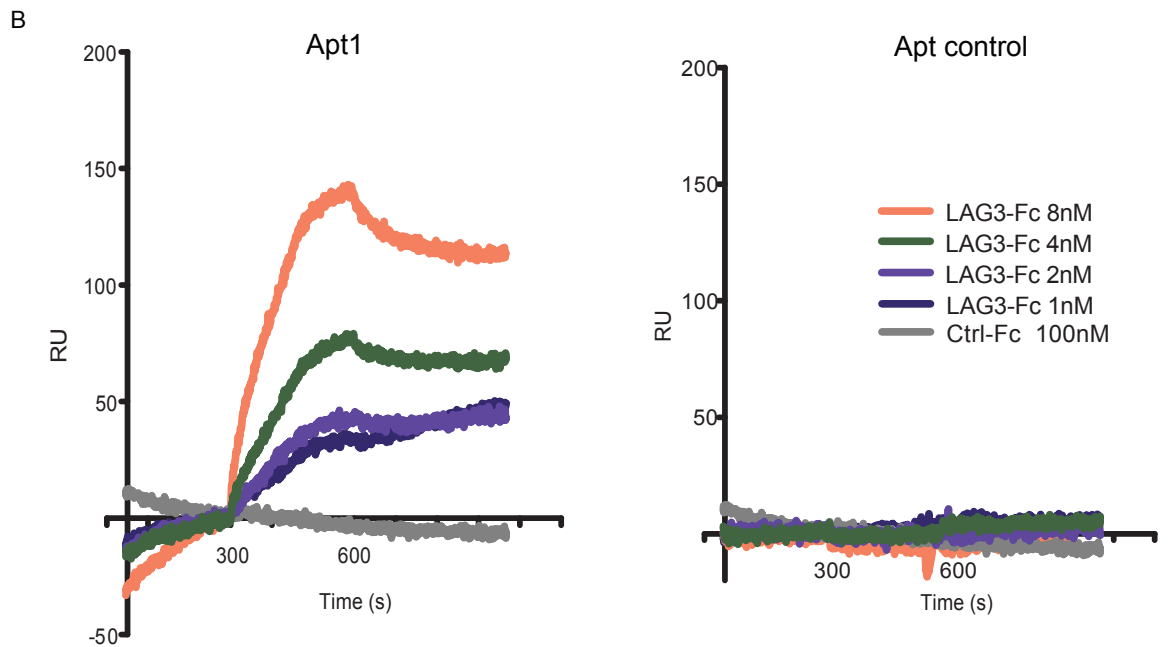 B
Apt1
200
150
100
50
-50
RU
300
600
Time (s)
Apt control
200
150
100
50
RU
300
600
Time (s)
LAG3-Fc 8nM
LAG3-Fc 4nM
LAG3-Fc 2nM
LAG3-Fc 1nM
Ctrl-Fc 100nM